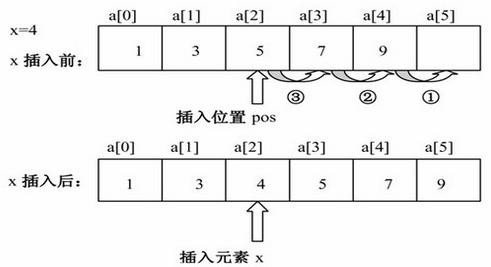 x=4
a[0] a[1] a[2] a[3] a[4] a[5]
x 插入前： 1 3 5 7 9
③ ② ①
插入位置 pos
a[0] a[1] a[2] a[3] a[4] a[5]
x 插入后： 1 3 4 5 7 9
插入元素 x